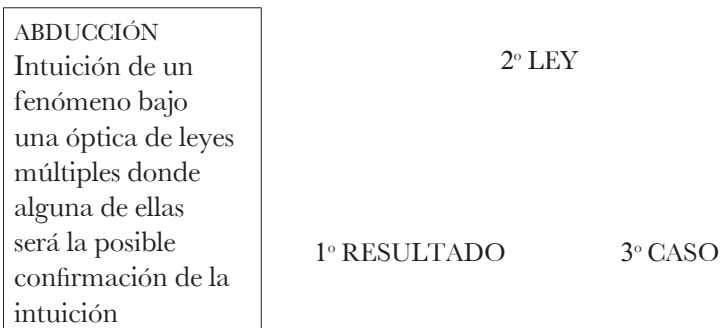 ABDUCCIÓN
Intuición de un
fenómeno bajo
una óptica de leyes
múltiples donde
alguna de ellas
será la posible
confirmación de la
intuición
2º LEY
1º RESULTADO
3º CASO